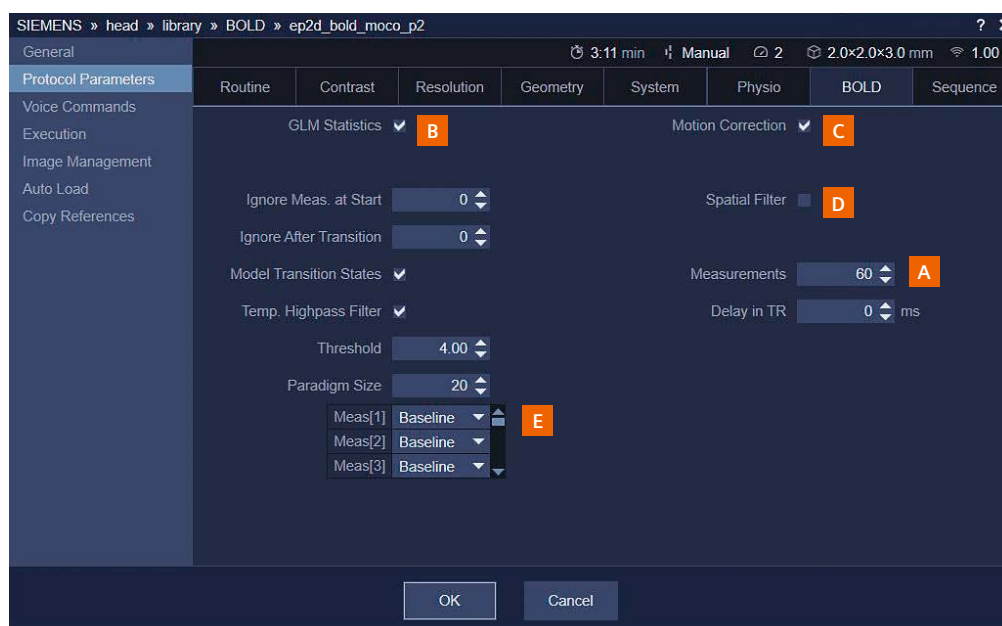 SIEMENS » head » library » BOLD » ep2d_bold_moco_p2 ?
General
3:11 min Manual 2 2.0×2.0×3.0 mm 1.00
Protocol Parameters
Routine Contrast Resolution Geometry System Physio BOLD Sequence
Voice Commands
GLM Statistics B Motion Correction C
Execution
Image Management
Auto Load
Ignore Meas. at Start 0 Spatial Filter D
Copy References
Ignore After Transition 0
Model Transition States Measurements 60 A
Temp. Highpass Filter Delay in TR 0 ms
Threshold 4.00
Paradigm Size 20
Meas[1] Baseline E
Meas[2] Baseline
Meas[3] Baseline
OK Cancel